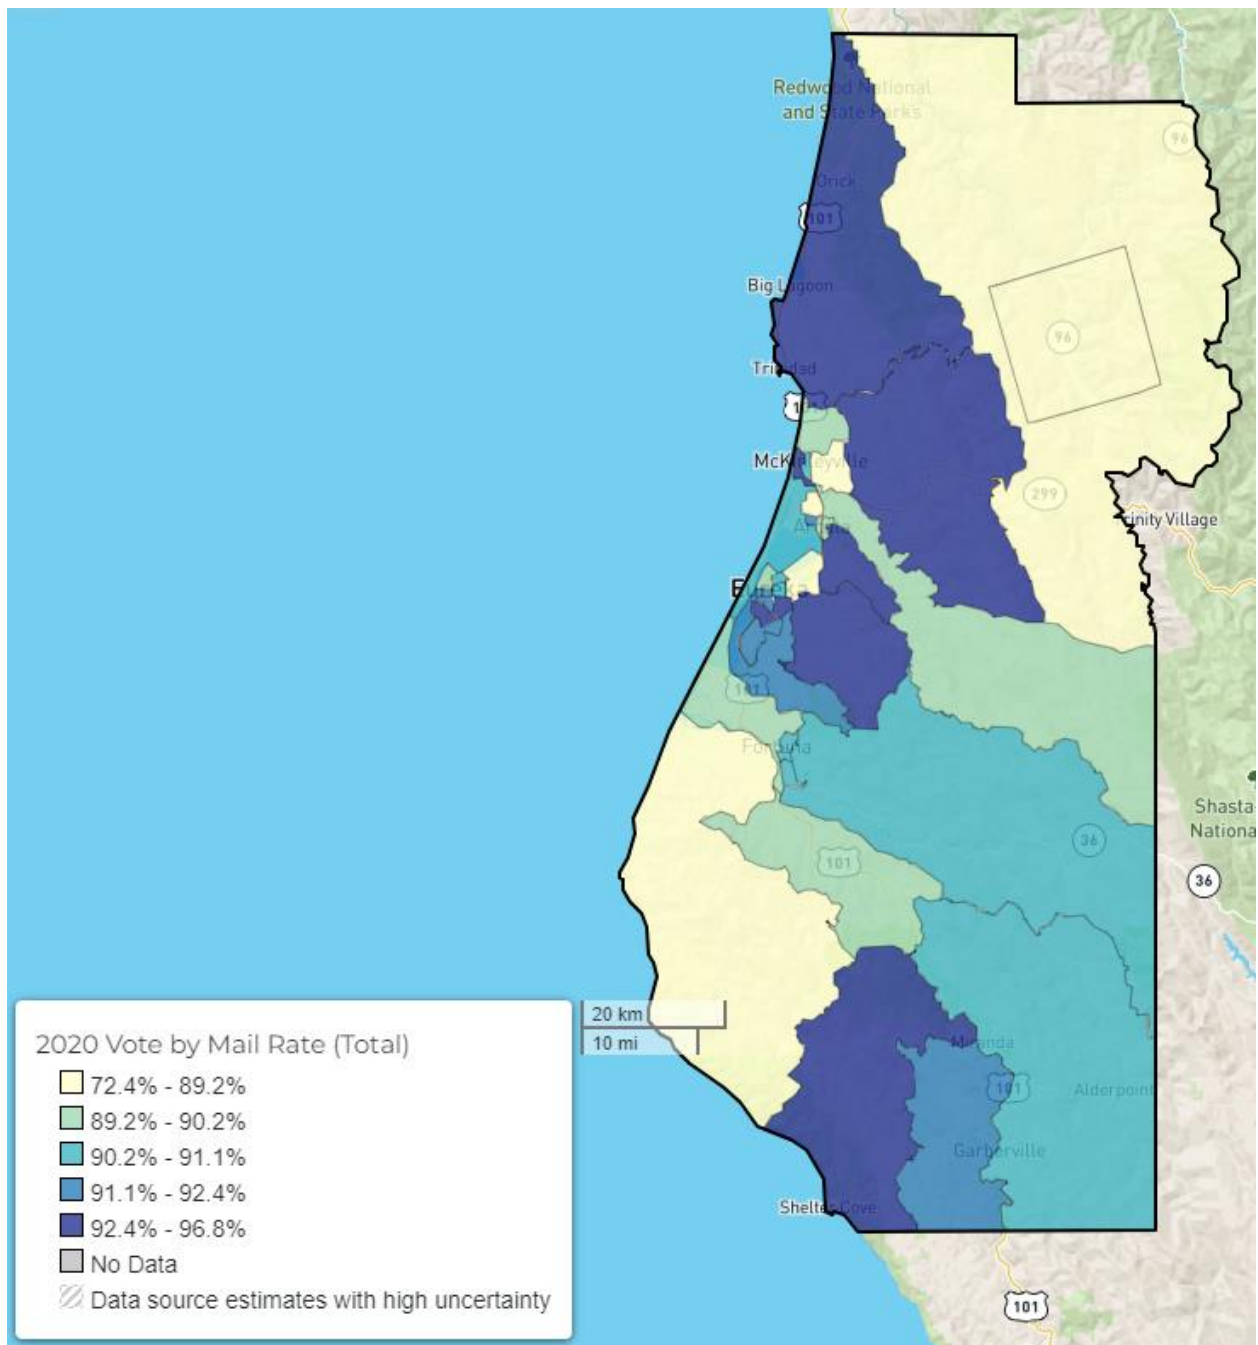 Redwood National
and State Parks
96
Orick
101
Big Lagoon
96
Trinidad
McKinleyville
299
Trinity Village
Arcata
Eureka
101
Fortuna
Shasta
National
36
101
36
20 km
10 mi
Miranda
101
Alderpoint
Garberville
Shelter Cove
101
2020 Vote by Mail Rate (Total)
72.4% - 89.2%
89.2% - 90.2%
90.2% - 91.1%
91.1% - 92.4%
92.4% - 96.8%
No Data
Data source estimates with high uncertainty